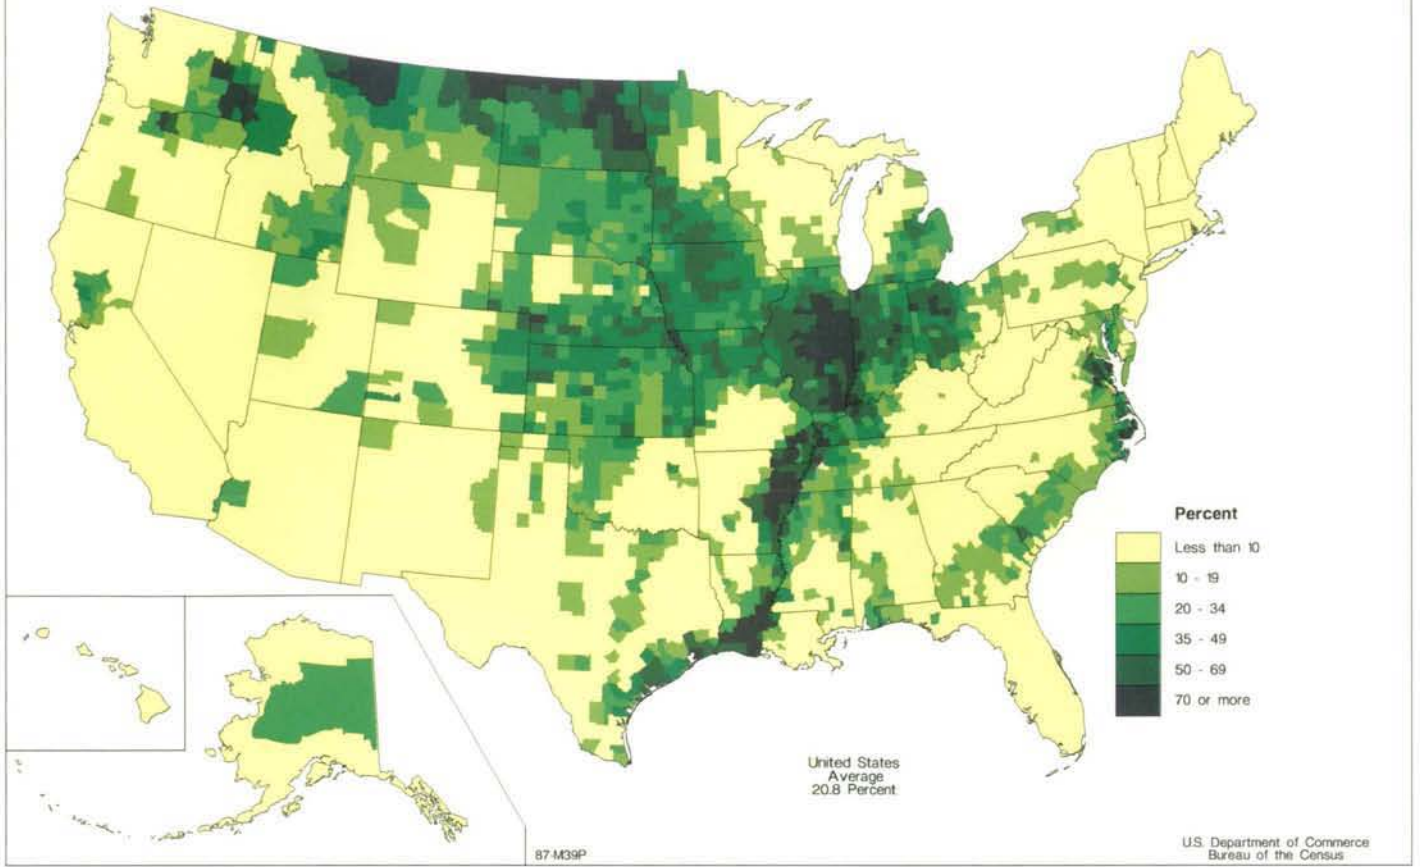 Percent
Less than 10
10 - 19
20 - 34
35 - 49
50 - 69
70 or more
United States
Average
20.8 Percent
87-M39P
U.S. Department of Commerce
Bureau of the Census